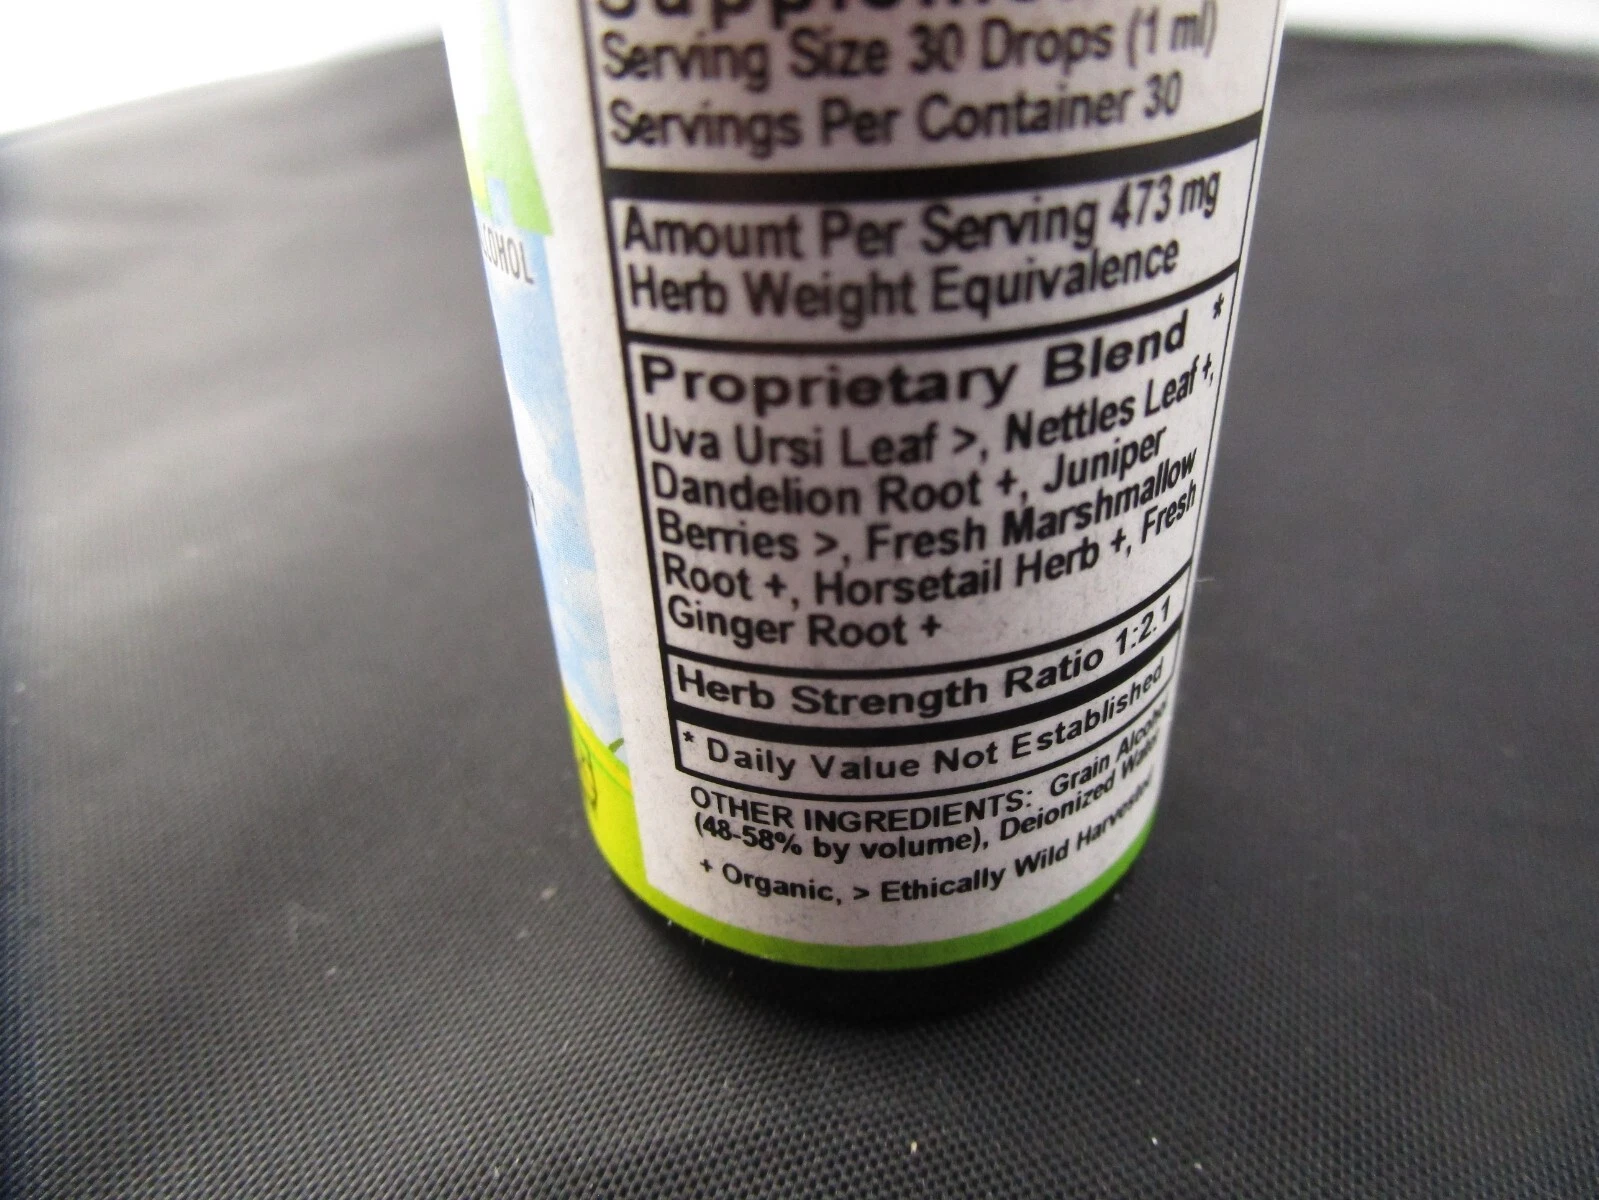 Serving Size 30 Drops (1 ml)
Servings Per Container 30
Amount Per Serving 473 mg
Herb Weight Equivalence
Proprietary Blend *
Uva Ursi Leaf >, Nettles Leaf +,
Dandelion Root +, Juniper
Berries >, Fresh Marshmallow
Root +, Horsetail Herb +, Fresh
Ginger Root +
Herb Strength Ratio 1:2.1
* Daily Value Not Established
OTHER INGREDIENTS: Grain Alcohol
(48-58% by volume), Deionized Water
+ Organic, > Ethically Wild Harvested